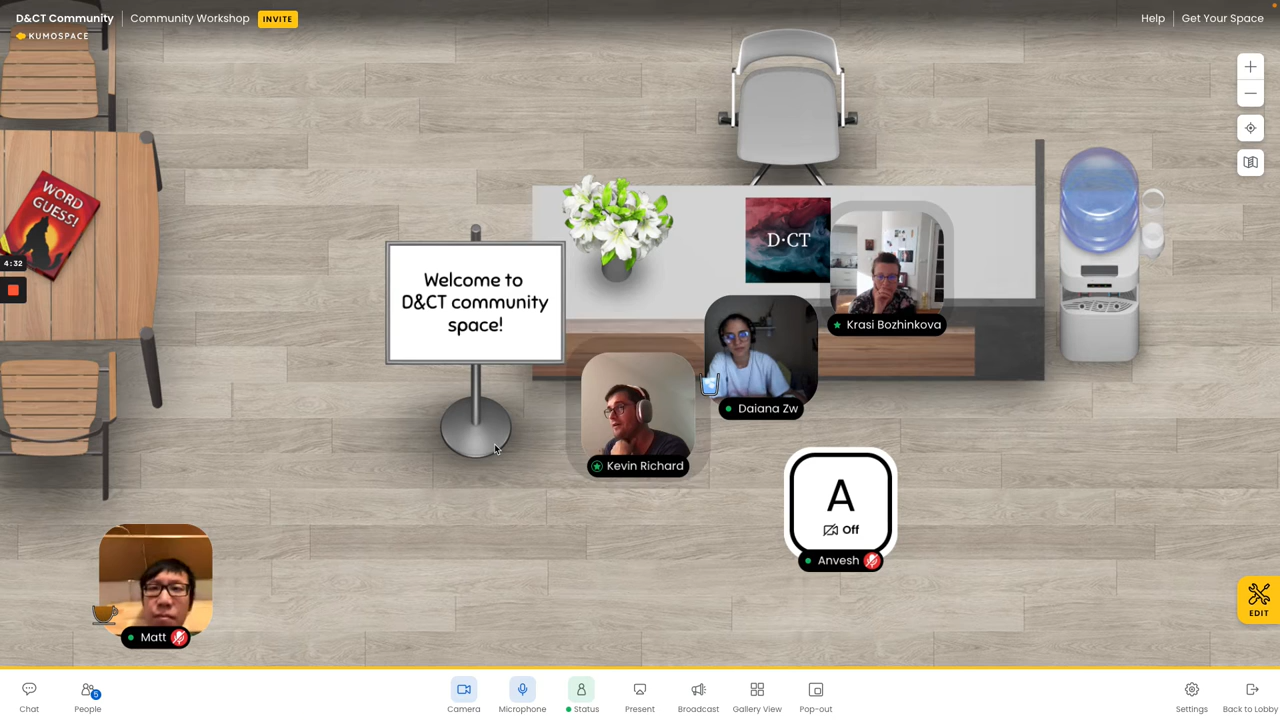 D&CT Community
Community Workshop
INVITE
Help
Get Your Space
KUMOSPACE
WORD
GUESS!
4:32
Welcome to
D&CT community
space!
D·CT
Krasi Bozhinkova
Daiana Zw
Kevin Richard
A
Off
Anvesh
Matt
EDIT
Chat
5
People
Camera
Microphone
Status
Present
Broadcast
Gallery View
Pop-out
Settings
Back to Lobby